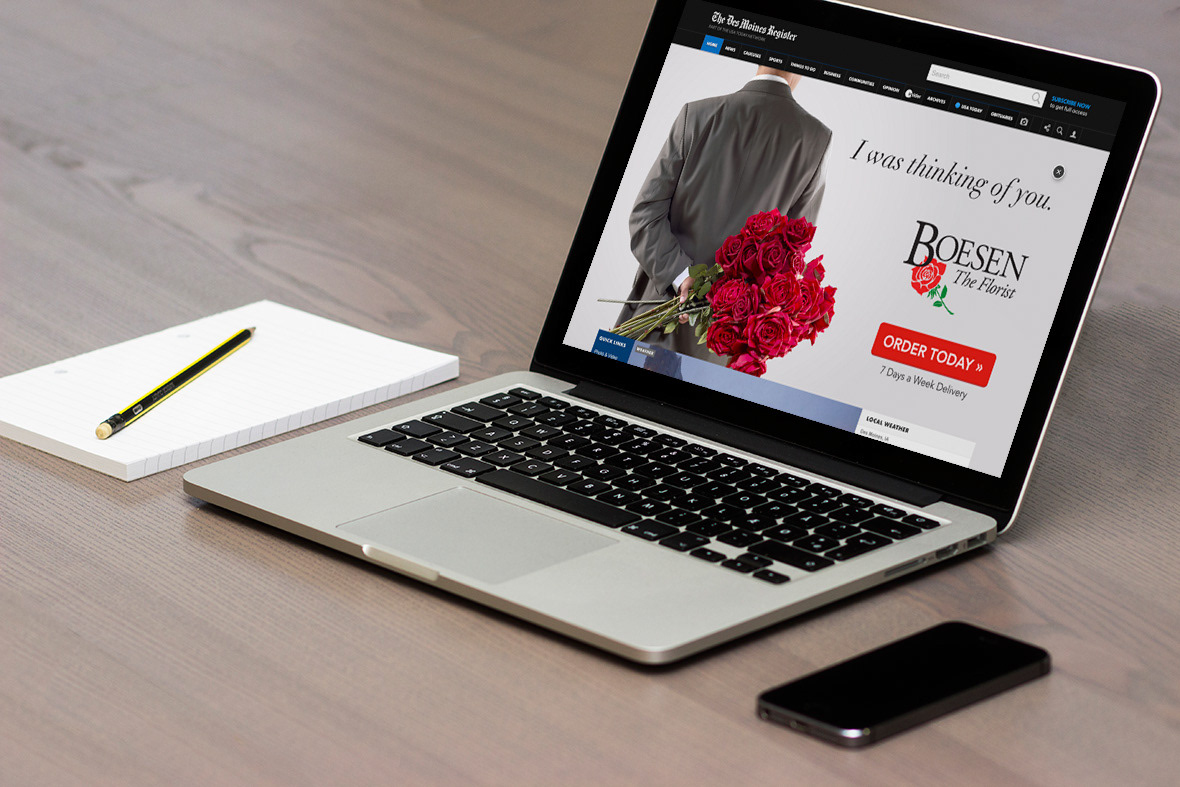 The Des Moines Register
PART OF THE USA TODAY NETWORK
HOME NEWS CAUCUSES SPORTS THINGS TO DO BUSINESS COMMUNITIES OPINION ARCHIVES USA TODAY OBITUARIES
Search
SUBSCRIBE NOW
to get full access
I was thinking of you.
BOESEN
The Florist
ORDER TODAY »
7 Days a Week Delivery
QUICK LINKS
WEATHER
Photo & Video
LOCAL WEATHER
Des Moines, IA